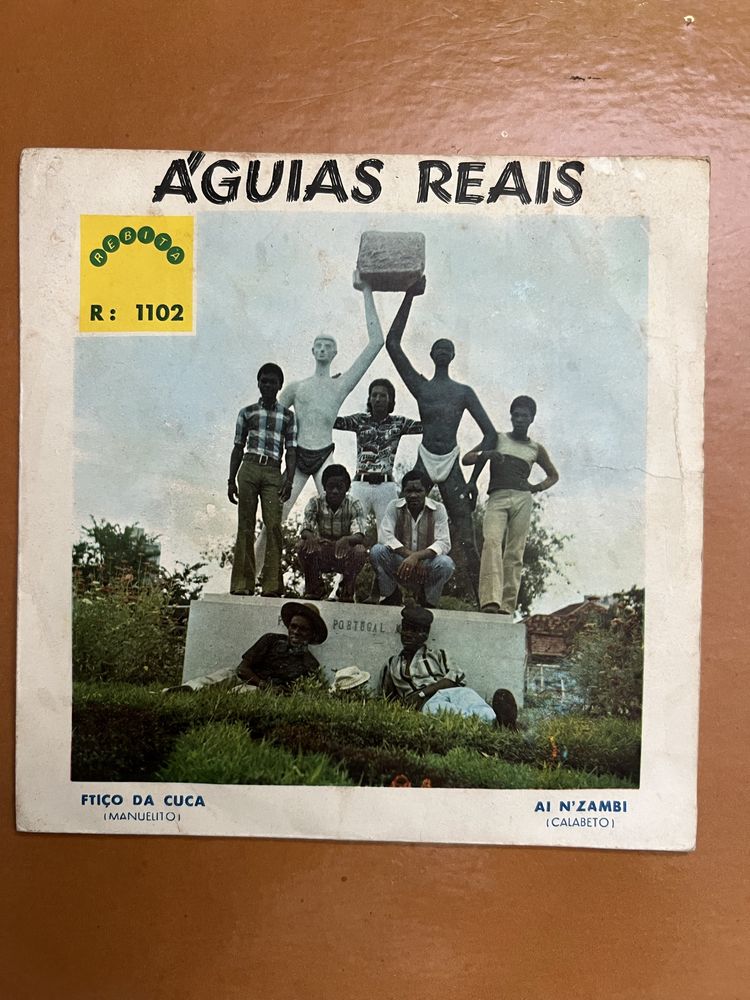 ÁGUIAS REAIS
REBITA
R: 1102
PORTUGAL
FTIÇO DA CUCA
(MANUELITO)
AI N'ZAMBI
(CALABETO)